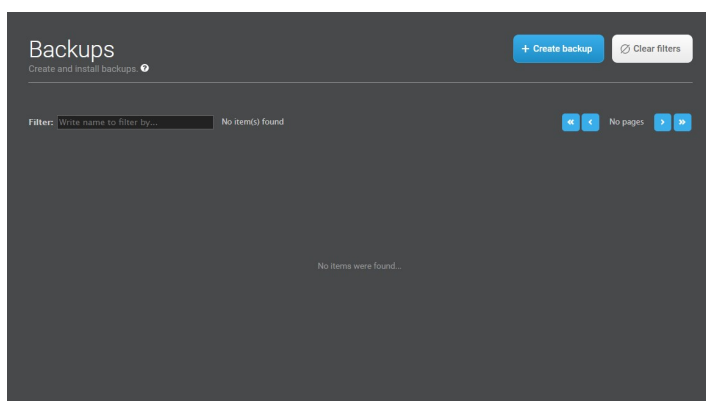 Backups
Create and install backups. ?
+ Create backup
Clear filters
Filter: Write name to filter by... No item(s) found
« ‹ No pages › »
No items were found...